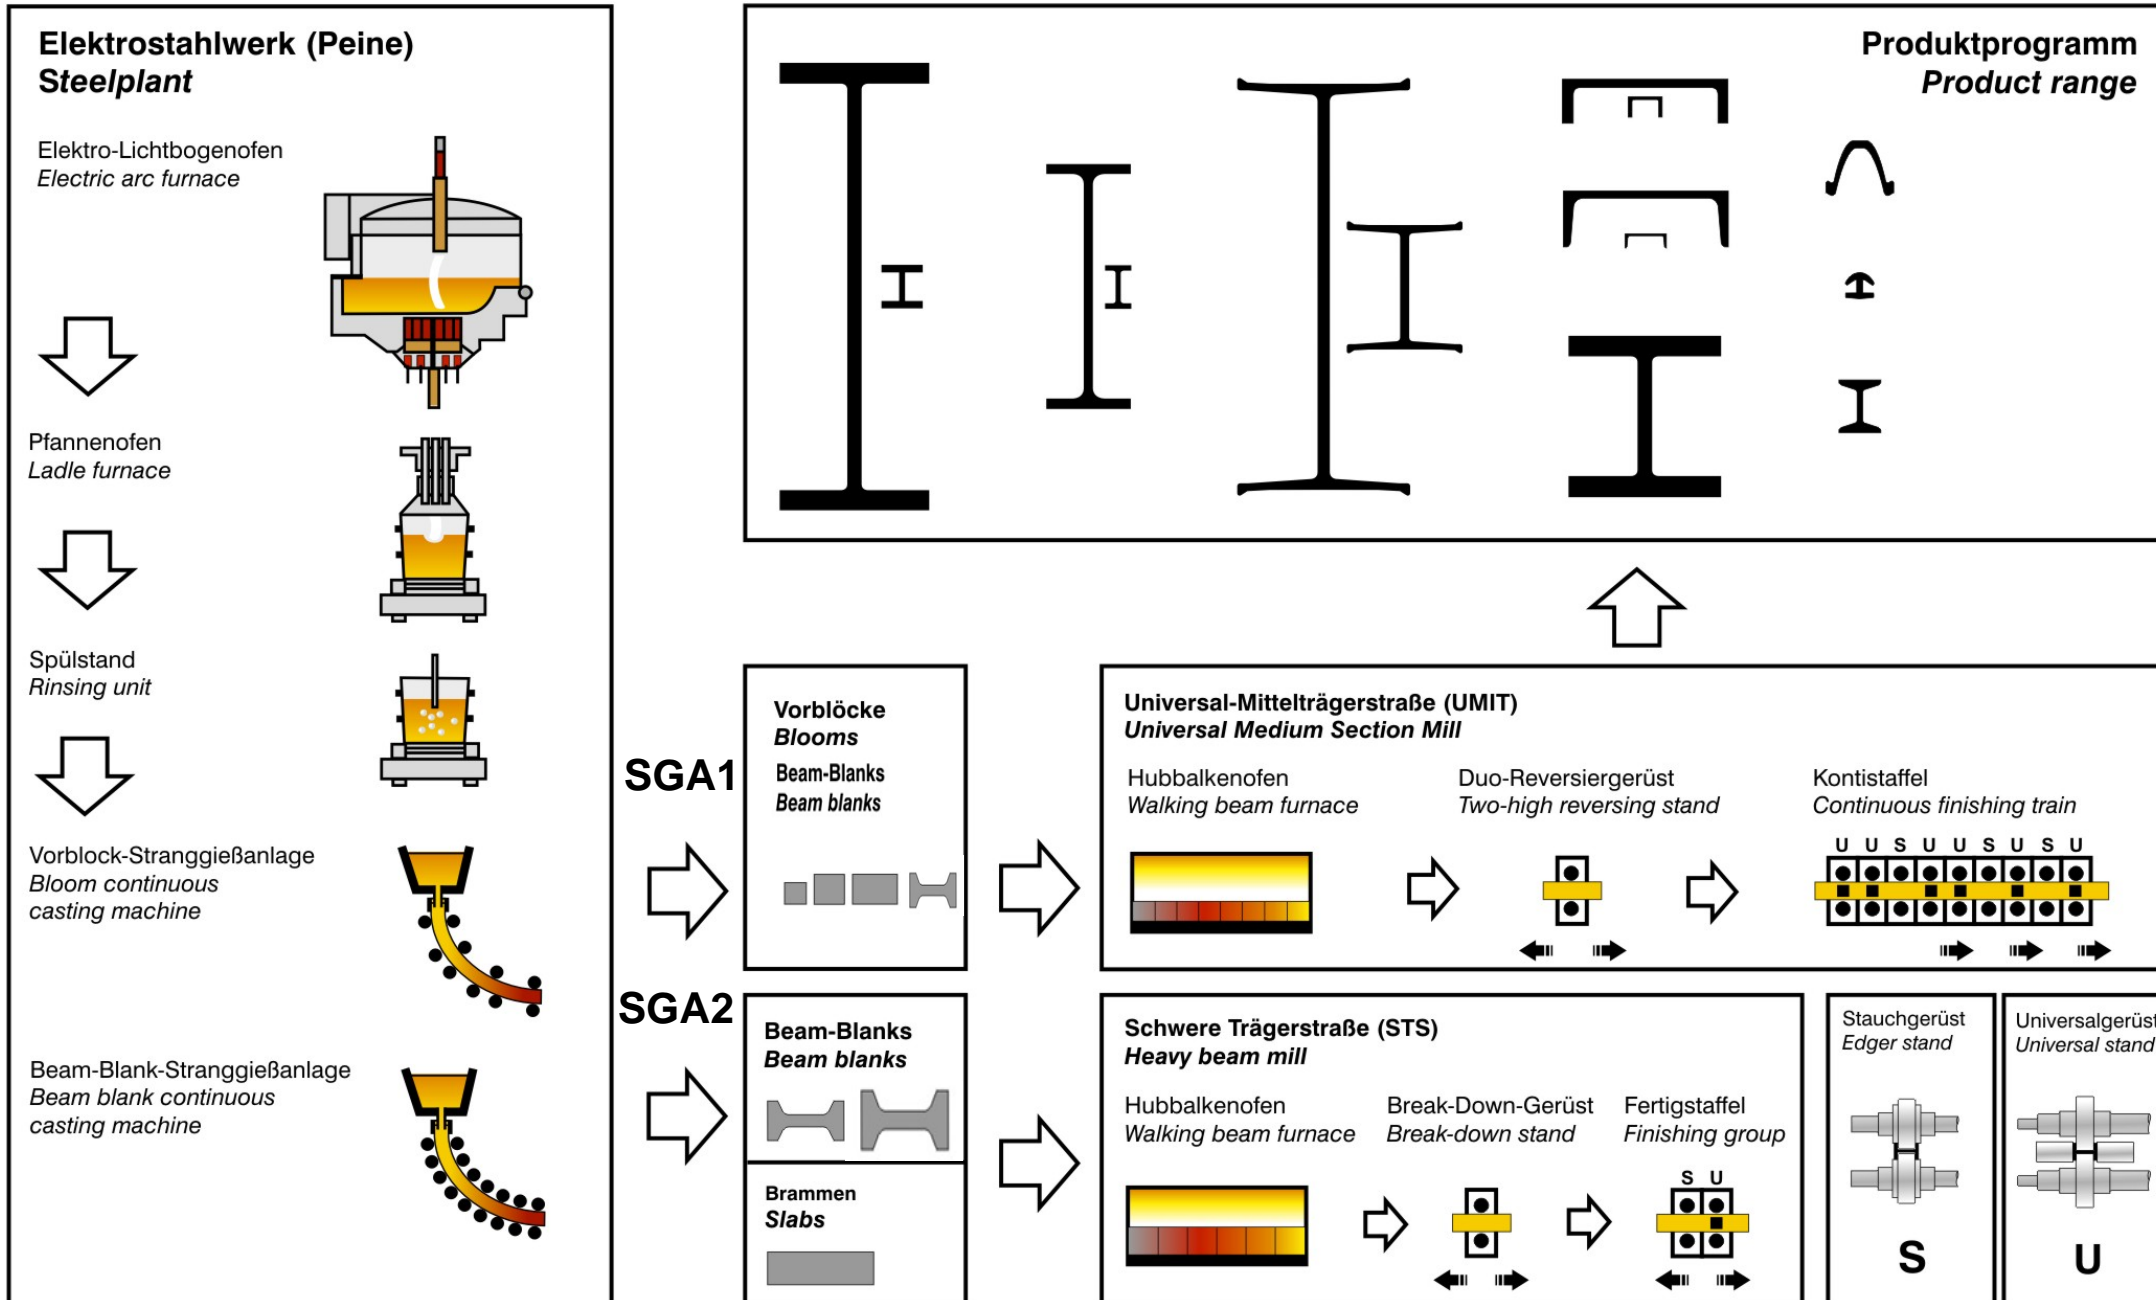 Elektrostahlwerk (Peine)
Steelplant
Elektro-Lichtbogenofen
Electric arc furnace
Pfannenofen
Ladle furnace
Spülstand
Rinsing unit
Vorblock-Stranggießanlage
Bloom continuous
casting machine
Beam-Blank-Stranggießanlage
Beam blank continuous
casting machine
Produktprogramm
Product range
SGA1
Vorblöcke
Blooms
Beam-Blanks
Beam blanks
Universal-Mittelträgerstraße (UMIT)
Universal Medium Section Mill
Hubbalkenofen
Walking beam furnace
Duo-Reversiergerüst
Two-high reversing stand
Kontistaffel
Continuous finishing train
U U S U U S U S U
SGA2
Beam-Blanks
Beam blanks
Brammen
Slabs
Schwere Trägerstraße (STS)
Heavy beam mill
Hubbalkenofen
Walking beam furnace
Break-Down-Gerüst
Break-down stand
Fertigstaffel
Finishing group
S U
Stauchgerüst
Edger stand
S
Universalgerüst
Universal stand
U